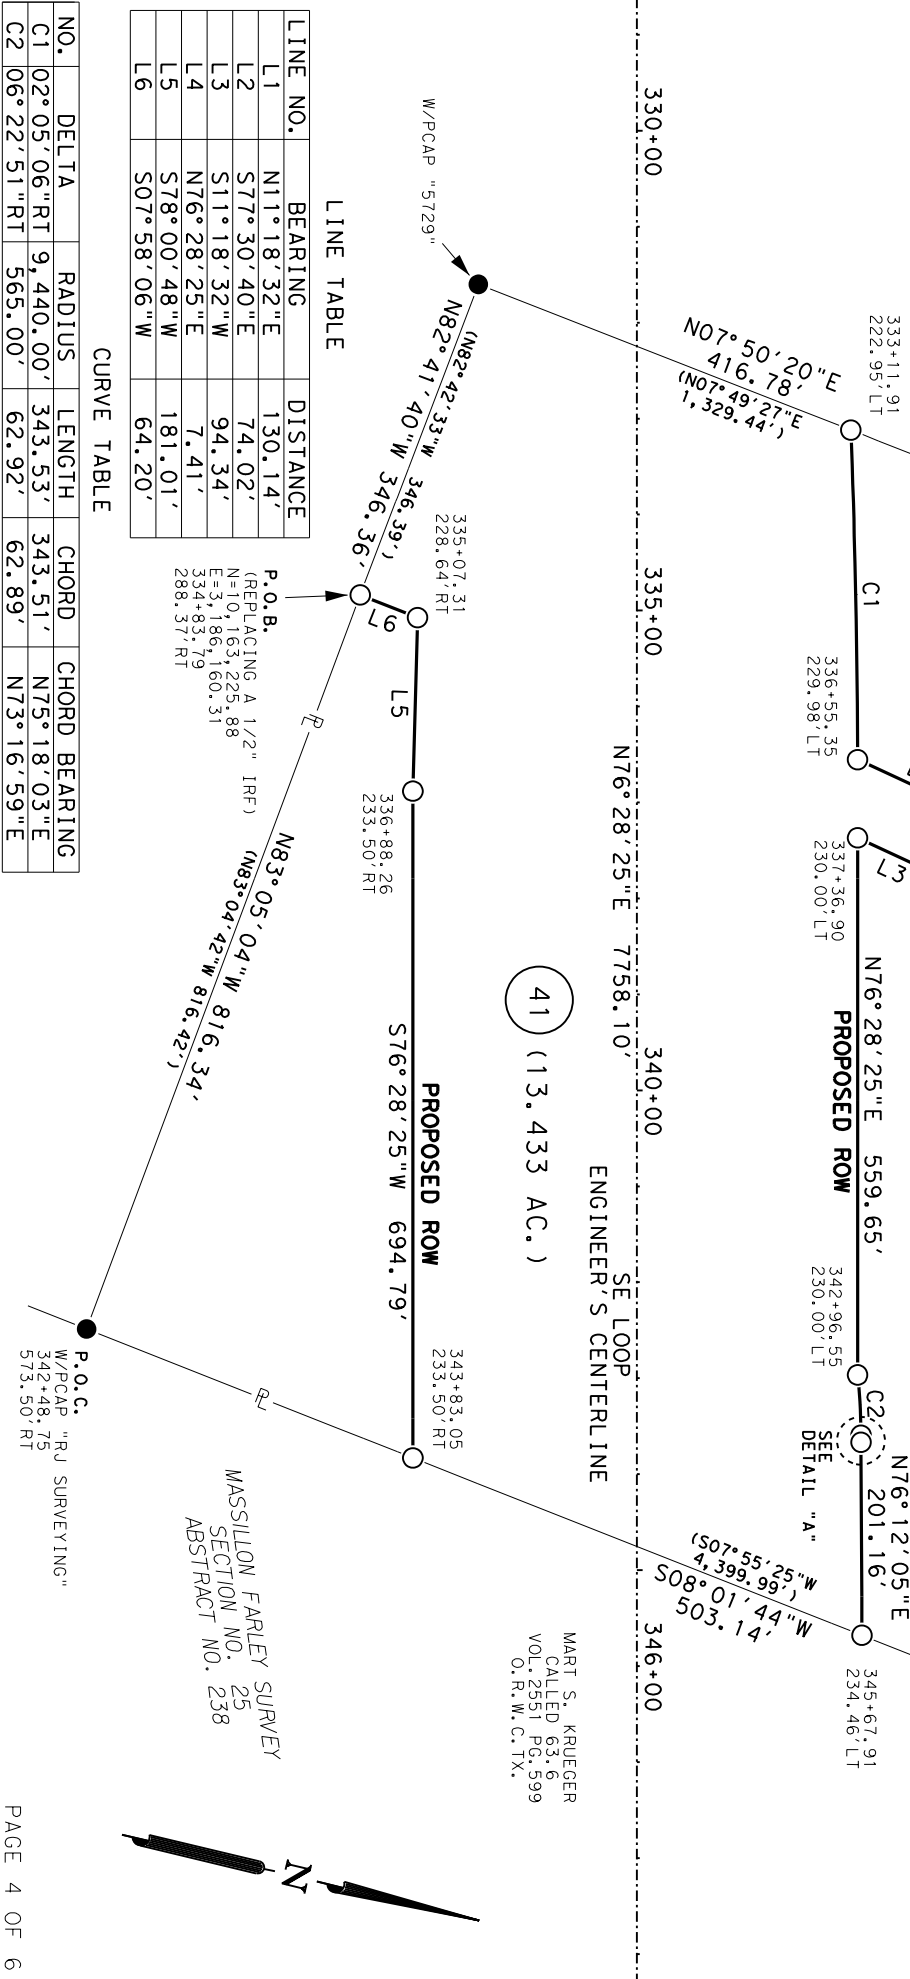 333+11.91
222.95'LT
N07°50'20"E
416.78'
(N07°49'27"E
1,329.44')
C1
336+55.35
229.98'LT
L3
337+36.90
230.00'LT
N76°28'25"E 559.65'
PROPOSED ROW
342+96.55
230.00'LT
C2
SEE
DETAIL "A"
N76°12'05"E
201.16'
345+67.91
234.46'LT
330+00
335+00
340+00
346+00
N76°28'25"E 7758.10'
SE LOOP
ENGINEER'S CENTERLINE
(S07°55'25"W
4,399.99')
S08°01'44"W
503.14'
41
(13.433 AC.)
MART S. KRUEGER
CALLED 63.6
VOL.2551 PG.599
O.R.W.C.TX.
W/PCAP "5729"
(N82°42'33"W 346.39')
N82°41'40"W 346.36'
335+07.31
228.64'RT
L6
L5
336+88.26
233.50'RT
PROPOSED ROW
S76°28'25"W 694.79'
343+83.05
233.50'RT
P.O.B.
(REPLACING A 1/2" IRF)
N=10,163,225.88
E=3,186,160.31
334+83.79
288.37'RT
PL
N83°05'04"W 816.34'
(N83°04'42"W 816.42')
PL
P.O.C.
W/PCAP "RJ SURVEYING"
342+48.75
573.50'RT
MASSILLON FARLEY SURVEY
SECTION NO. 25
ABSTRACT NO. 238
N
LINE TABLE
LINE NO. BEARING DISTANCE
L1 N11°18'32"E 130.14'
L2 S77°30'40"E 74.02'
L3 S11°18'32"W 94.34'
L4 N76°28'25"E 7.41'
L5 S78°00'48"W 181.01'
L6 S07°58'06"W 64.20'
CURVE TABLE
NO. DELTA RADIUS LENGTH CHORD CHORD BEARING
C1 02°05'06"RT 9,440.00' 343.53' 343.51' N75°18'03"E
C2 06°22'51"RT 565.00' 62.92' 62.89' N73°16'59"E
PAGE 4 OF 6